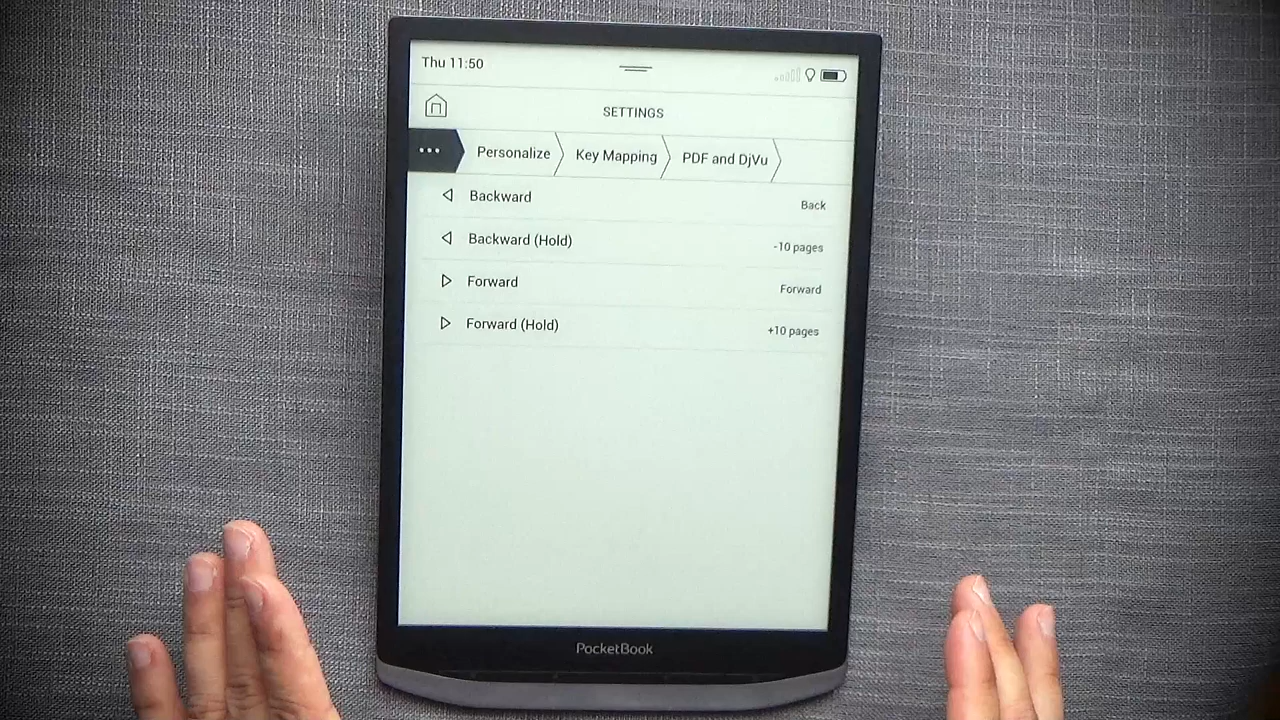 Thu 11:50
SETTINGS
... Personalize Key Mapping PDF and DjVu
Backward Back
Backward (Hold) -10 pages
Forward Forward
Forward (Hold) +10 pages
PocketBook